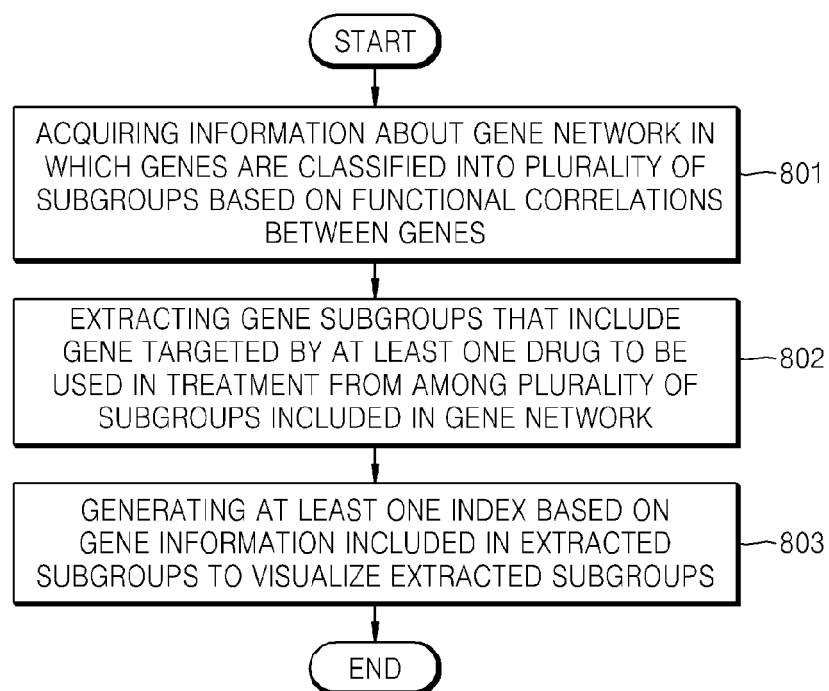 START
ACQUIRING INFORMATION ABOUT GENE NETWORK IN
WHICH GENES ARE CLASSIFIED INTO PLURALITY OF
SUBGROUPS BASED ON FUNCTIONAL CORRELATIONS
BETWEEN GENES
801
EXTRACTING GENE SUBGROUPS THAT INCLUDE
GENE TARGETED BY AT LEAST ONE DRUG TO BE
USED IN TREATMENT FROM AMONG PLURALITY OF
SUBGROUPS INCLUDED IN GENE NETWORK
802
GENERATING AT LEAST ONE INDEX BASED ON
GENE INFORMATION INCLUDED IN EXTRACTED
SUBGROUPS TO VISUALIZE EXTRACTED SUBGROUPS
803
END